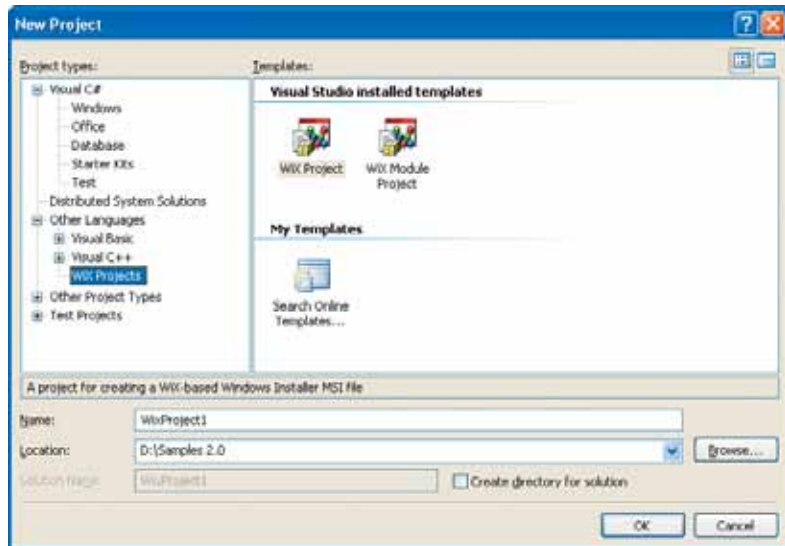 New Project
Project types:
Templates:
Visual C#
Windows
Office
Database
Starter Kits
Test
Distributed System Solutions
Other Languages
Visual Basic
Visual C++
WiX Projects
Other Project Types
Test Projects
Visual Studio installed templates
WiX Project
WiX Module
Project
My Templates
Search Online
Templates...
A project for creating a WiX-based Windows Installer MSI file
Name:
WixProject1
Location:
D:\Samples 2.0
Browse...
Solution Name:
WixProject1
Create directory for solution
OK
Cancel